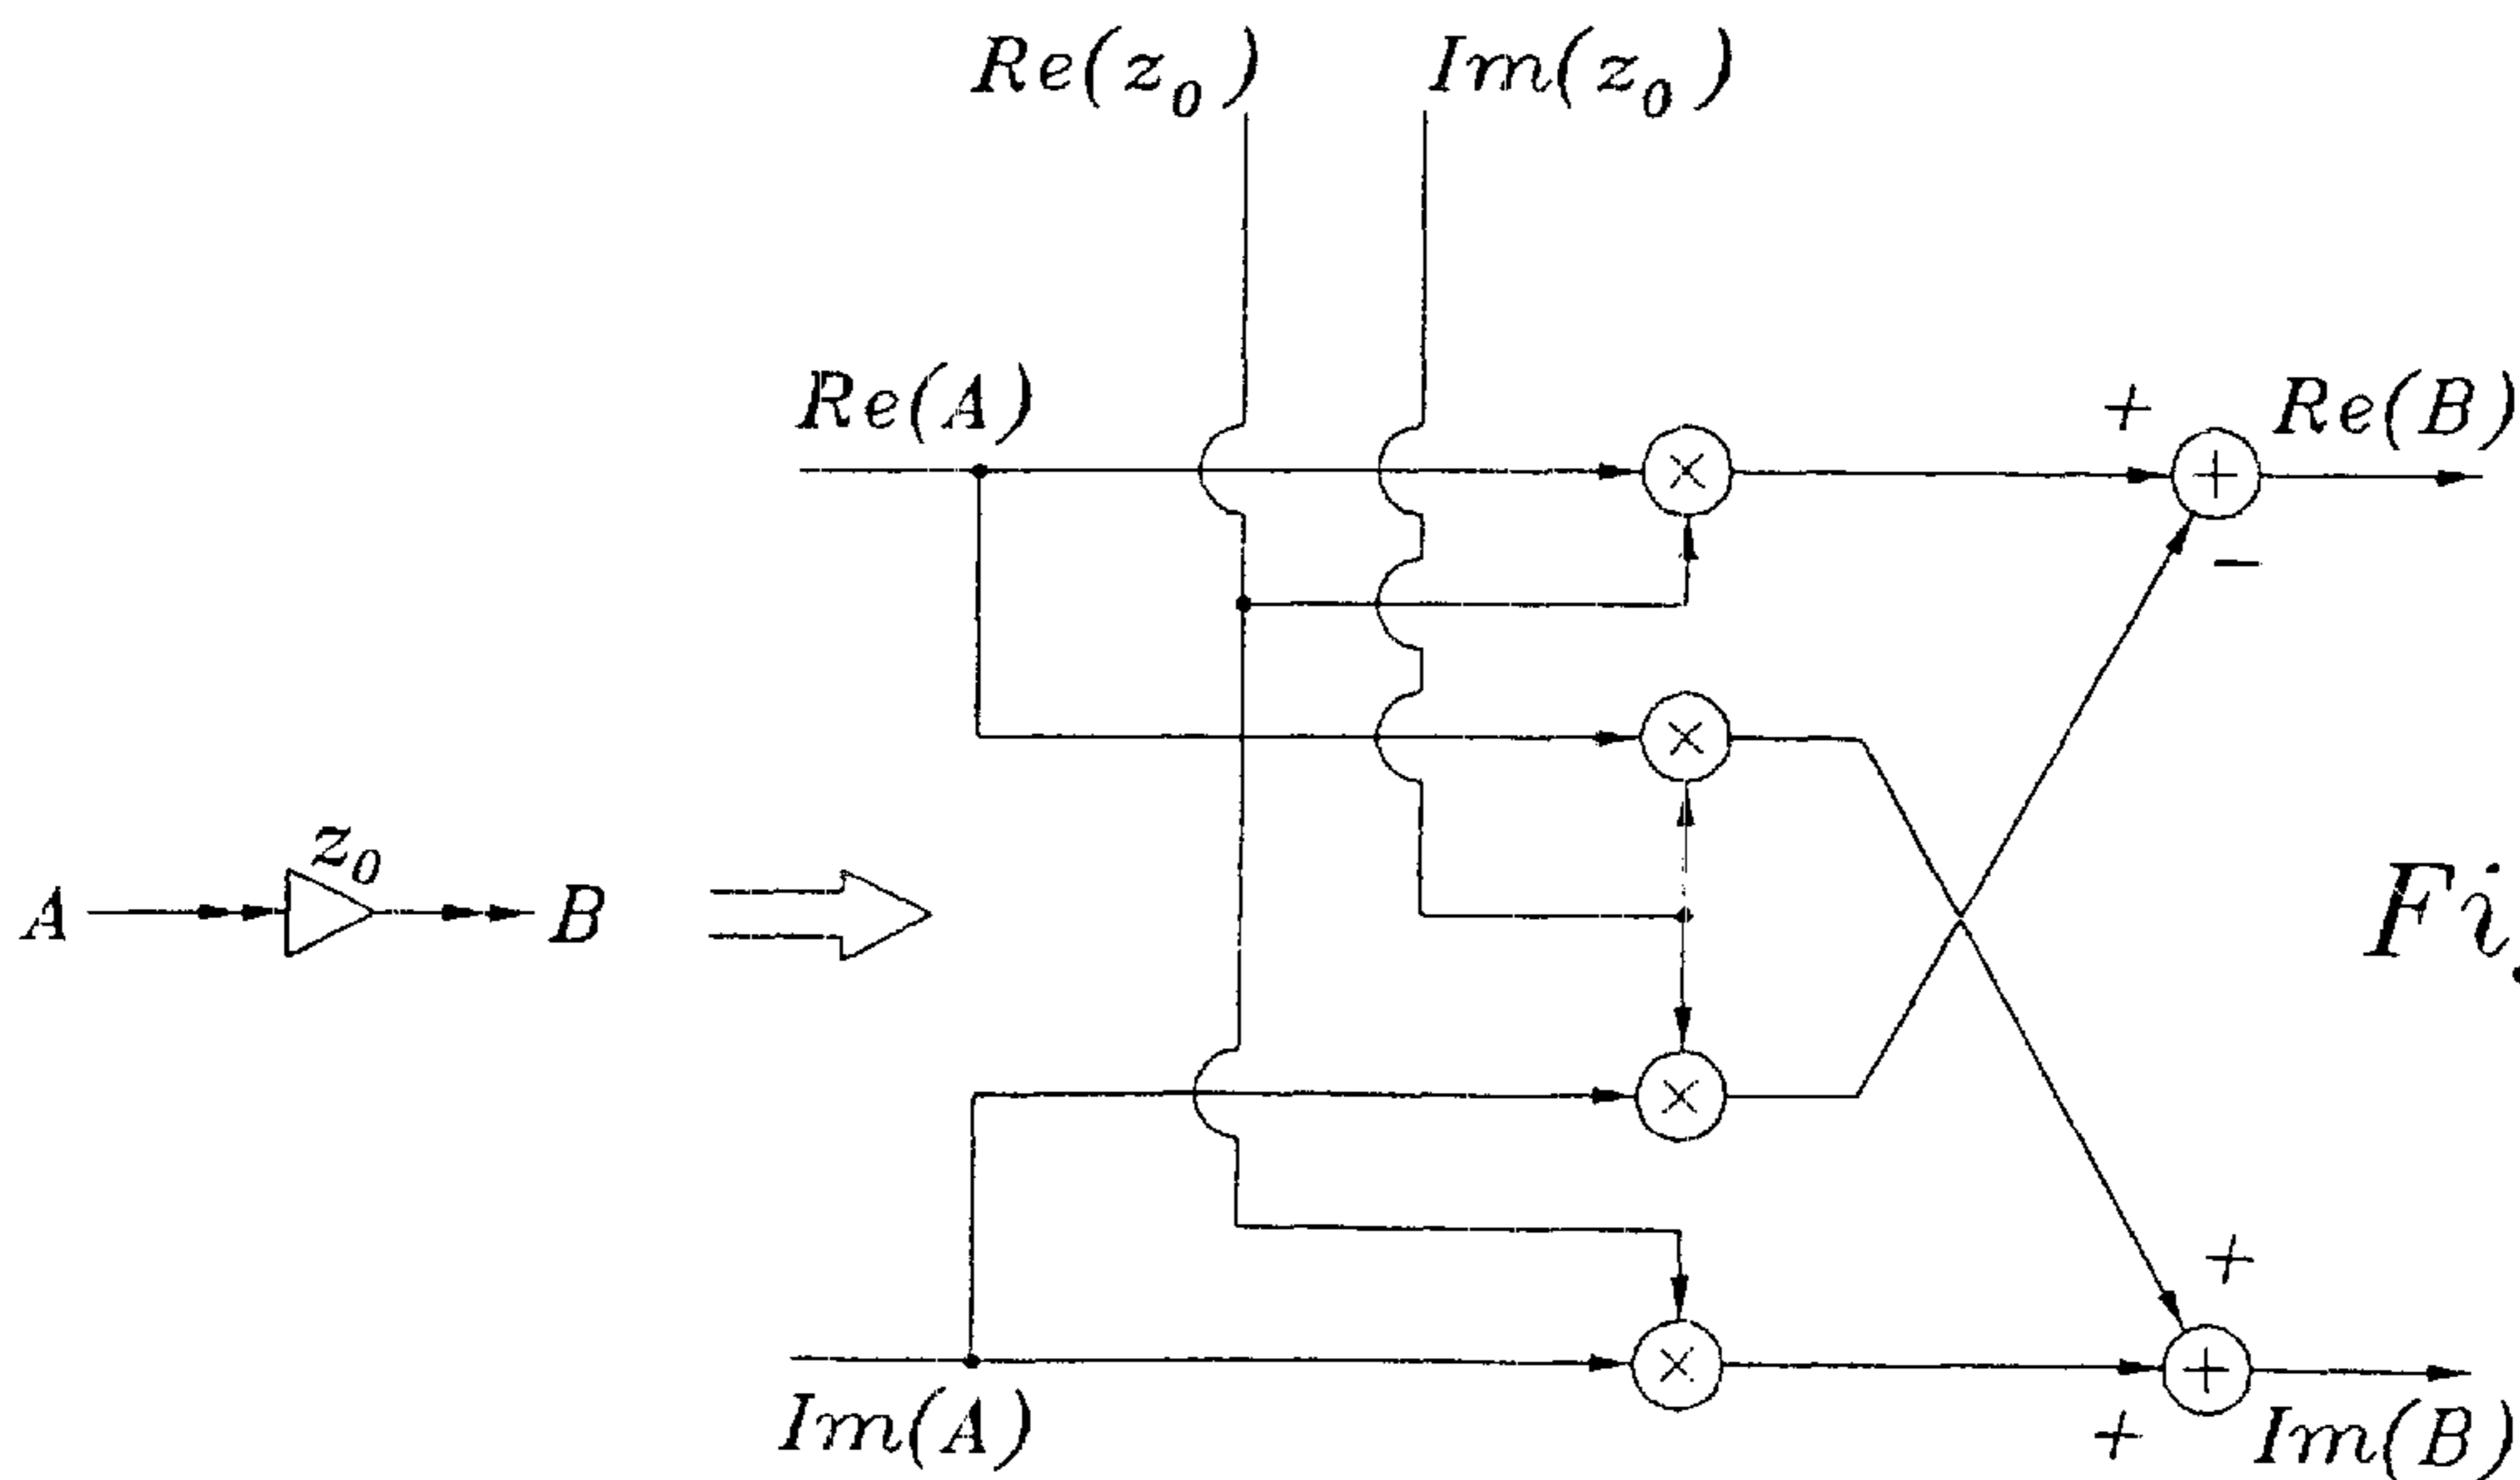 Re(z₀) Im(z₀)
Re(A)
+
Re(B)
−
z₀
A
B
Fi
+
Im(A)
+
Im(B)